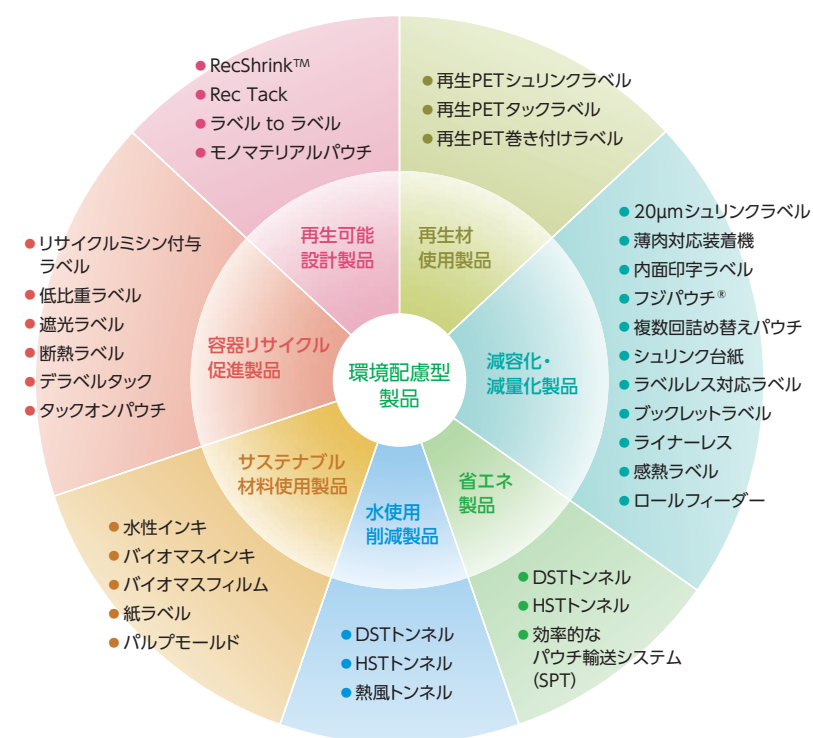 環境配慮型
製品
再生材
使用製品
● 再生PETシュリンクラベル
● 再生PETタックラベル
● 再生PET巻き付けラベル
減容化・
減量化製品
● 20μmシュリンクラベル
● 薄肉対応装着機
● 内面印字ラベル
● フジパウチ®
● 複数回詰め替えパウチ
● シュリンク台紙
● ラベルレス対応ラベル
● ブックレットラベル
● ライナーレス
● 感熱ラベル
● ロールフィーダー
省エネ
製品
● DSTトンネル
● HSTトンネル
● 効率的な
パウチ輸送システム
(SPT)
水使用
削減製品
● DSTトンネル
● HSTトンネル
● 熱風トンネル
サステナブル
材料使用製品
● 水性インキ
● バイオマスインキ
● バイオマスフィルム
● 紙ラベル
● パルプモールド
容器リサイクル
促進製品
● リサイクルミシン付与
ラベル
● 低比重ラベル
● 遮光ラベル
● 断熱ラベル
● デラベルタック
● タックオンパウチ
再生可能
設計製品
● RecShrink™
● Rec Tack
● ラベル to ラベル
● モノマテリアルパウチ